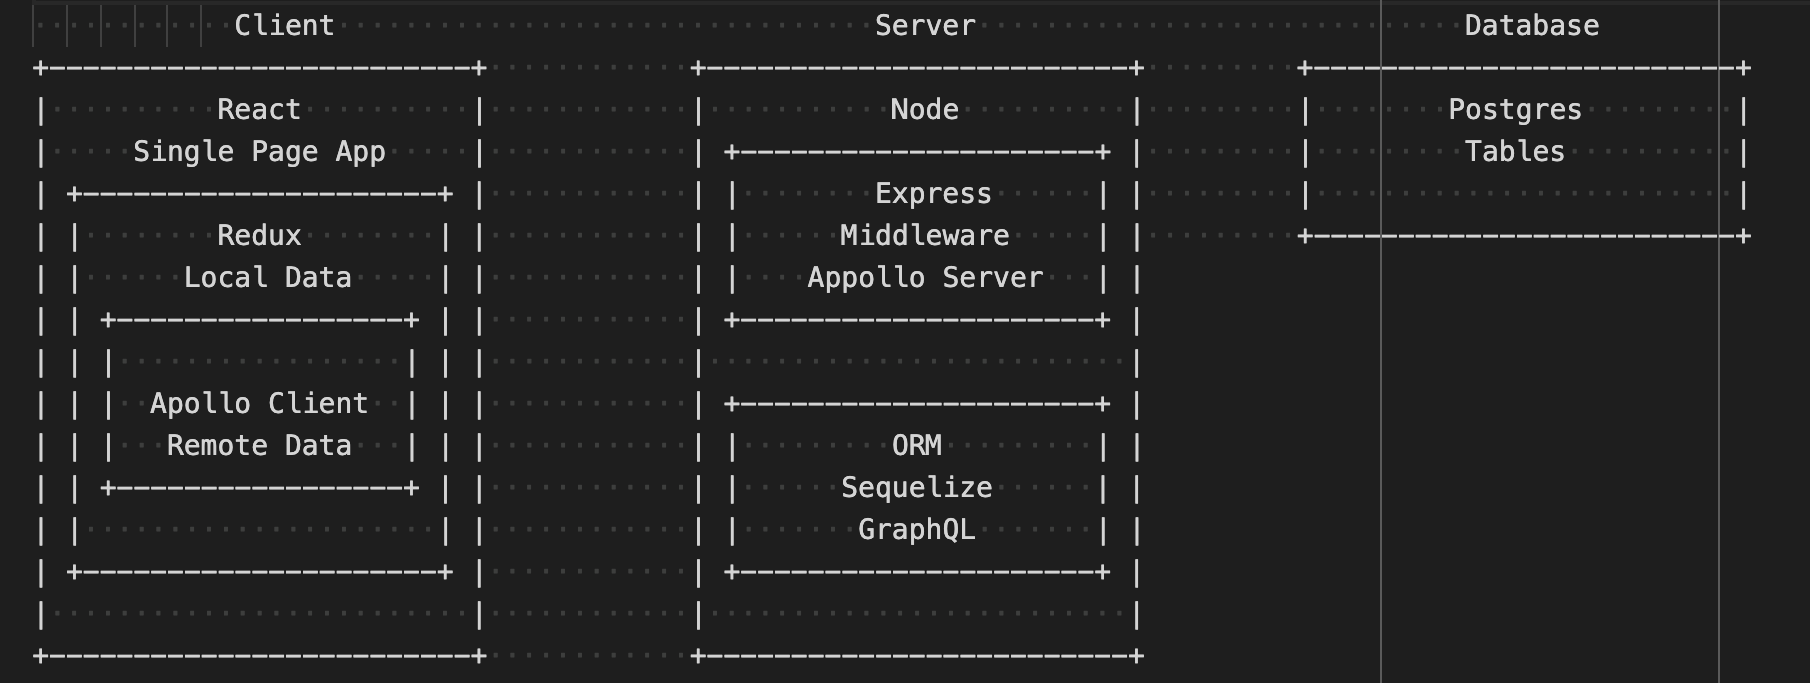 Client Server Database
React Node Postgres
Single Page App Tables
Express
Redux Middleware
Local Data Appollo Server
Apollo Client
Remote Data ORM
Sequelize
GraphQL